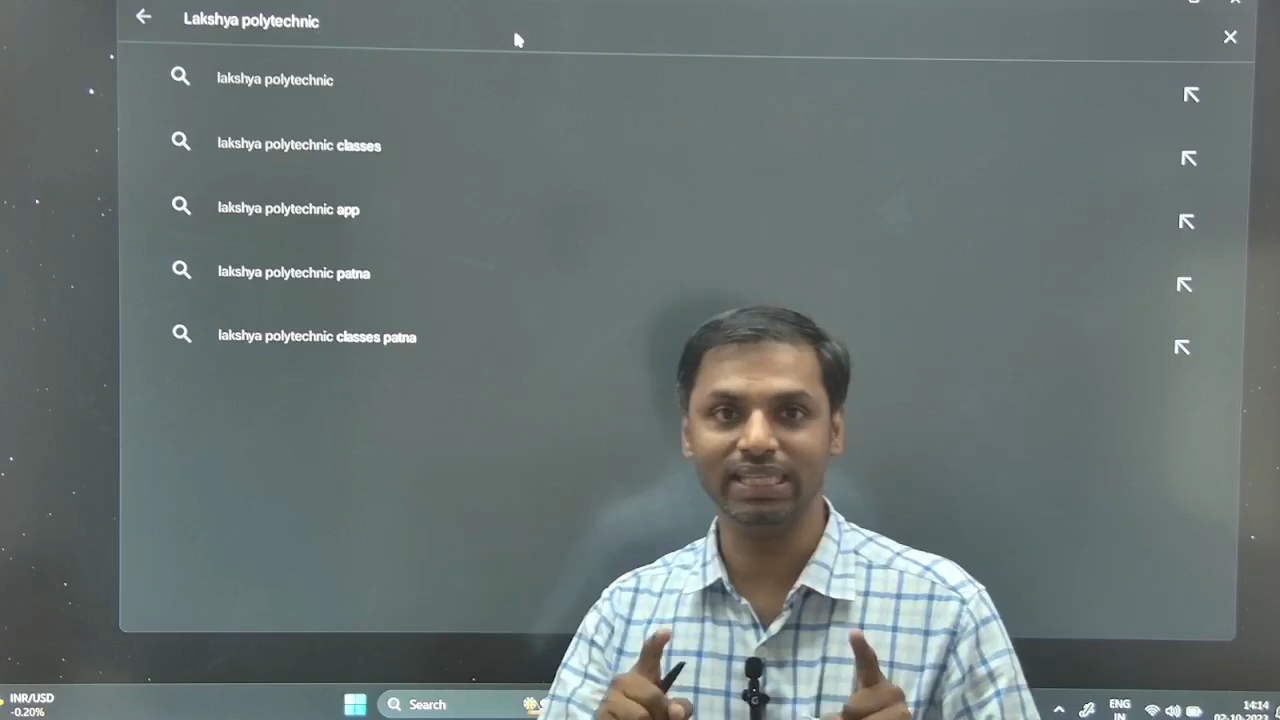 Lakshya polytechnic
lakshya polytechnic
lakshya polytechnic classes
lakshya polytechnic app
lakshya polytechnic patna
lakshya polytechnic classes patna
INR/USD
-0.20%
Search
ENG
IN
14:14